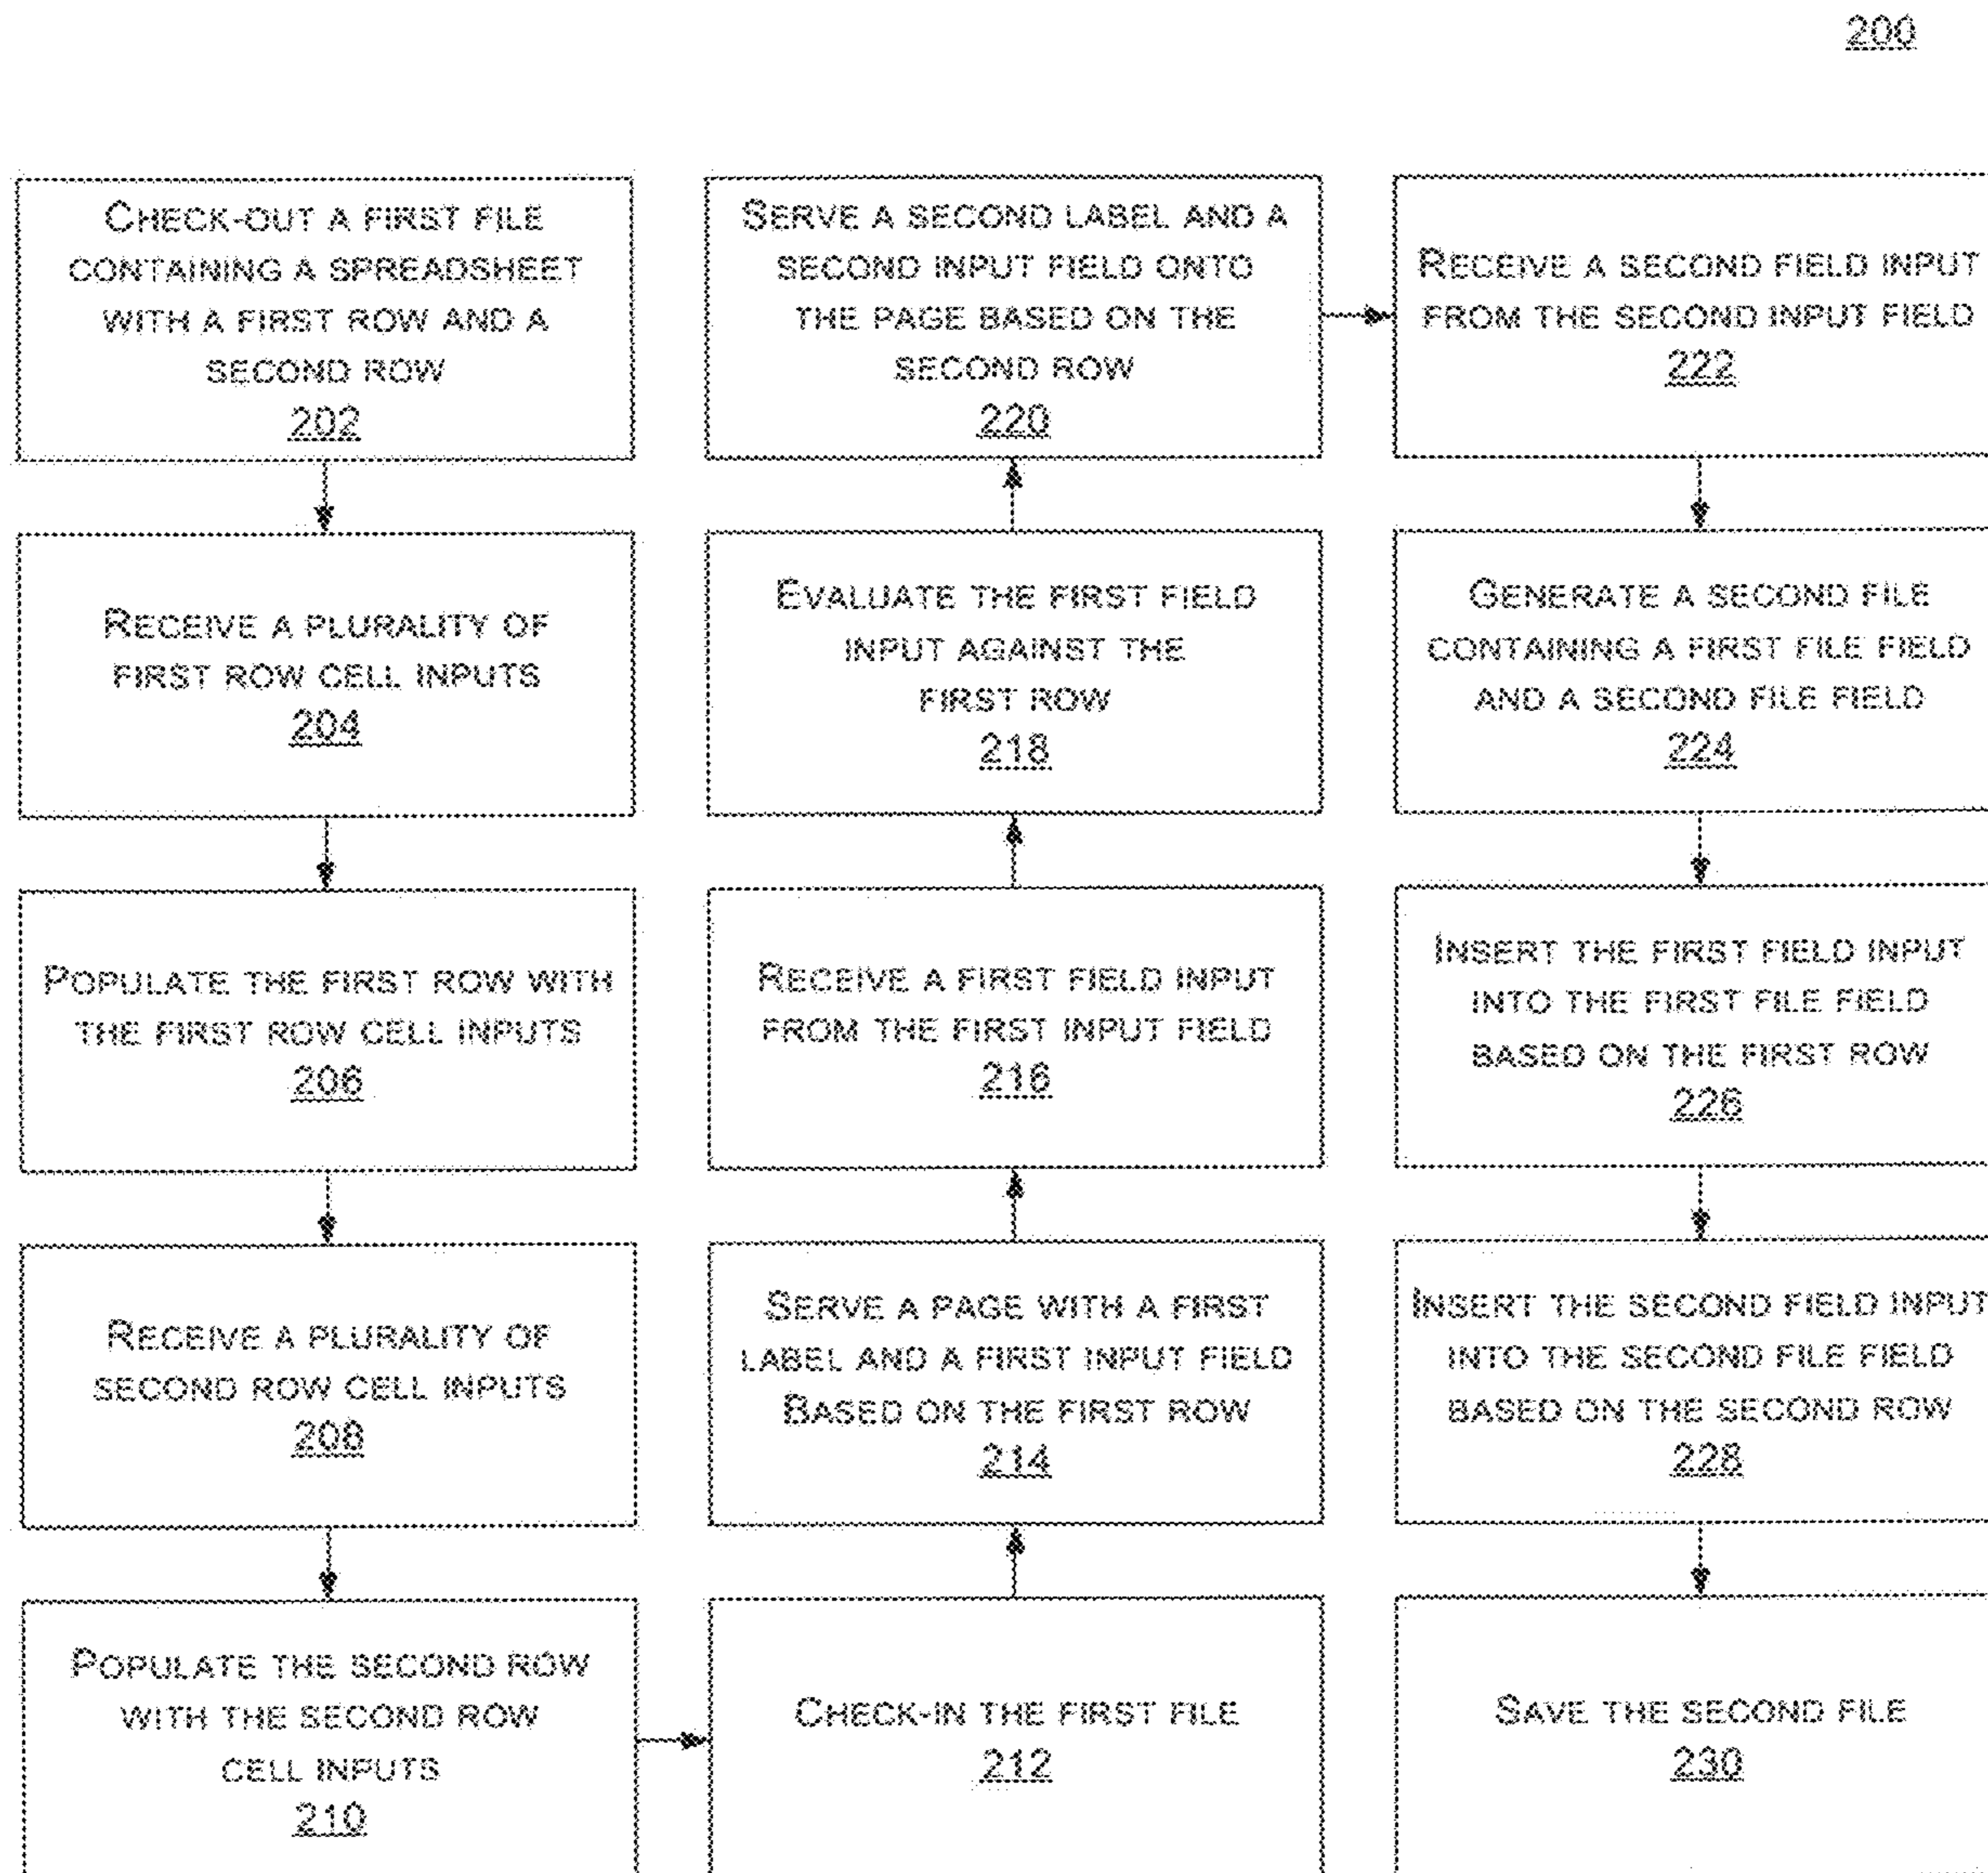 200
CHECK-OUT A FIRST FILE
CONTAINING A SPREADSHEET
WITH A FIRST ROW AND A
SECOND ROW
202
RECEIVE A PLURALITY OF
FIRST ROW CELL INPUTS
204
POPULATE THE FIRST ROW WITH
THE FIRST ROW CELL INPUTS
206
RECEIVE A PLURALITY OF
SECOND ROW CELL INPUTS
208
POPULATE THE SECOND ROW
WITH THE SECOND ROW
CELL INPUTS
210
CHECK-IN THE FIRST FILE
212
SERVE A PAGE WITH A FIRST
LABEL AND A FIRST INPUT FIELD
BASED ON THE FIRST ROW
214
RECEIVE A FIRST FIELD INPUT
FROM THE FIRST INPUT FIELD
216
EVALUATE THE FIRST FIELD
INPUT AGAINST THE
FIRST ROW
218
SERVE A SECOND LABEL AND A
SECOND INPUT FIELD ONTO
THE PAGE BASED ON THE
SECOND ROW
220
RECEIVE A SECOND FIELD INPUT
FROM THE SECOND INPUT FIELD
222
GENERATE A SECOND FILE
CONTAINING A FIRST FILE FIELD
AND A SECOND FILE FIELD
224
INSERT THE FIRST FIELD INPUT
INTO THE FIRST FILE FIELD
BASED ON THE FIRST ROW
226
INSERT THE SECOND FIELD INPUT
INTO THE SECOND FILE FIELD
BASED ON THE SECOND ROW
228
SAVE THE SECOND FILE
230